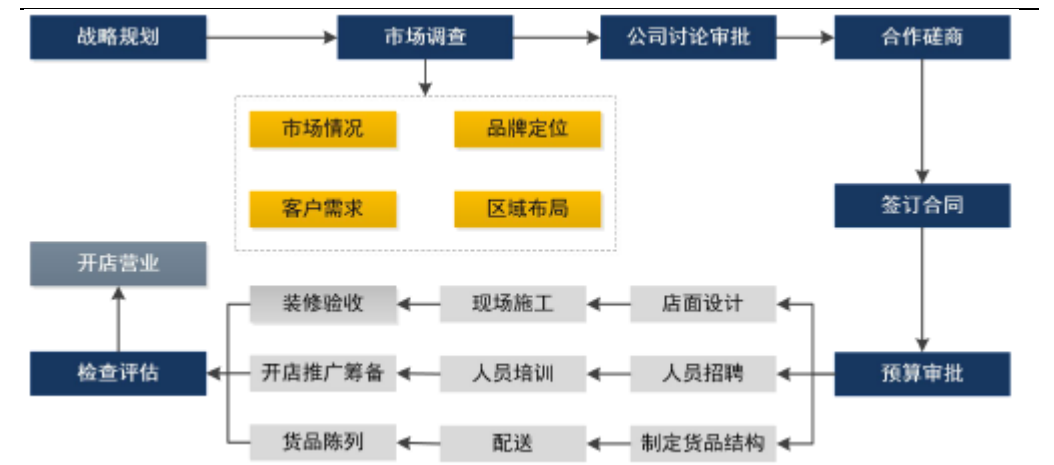 战略规划
市场调查
公司讨论审批
合作磋商
市场情况
品牌定位
客户需求
区域布局
签订合同
开店营业
装修验收
现场施工
店面设计
检查评估
开店推广筹备
人员培训
人员招聘
预算审批
货品陈列
配送
制定货品结构